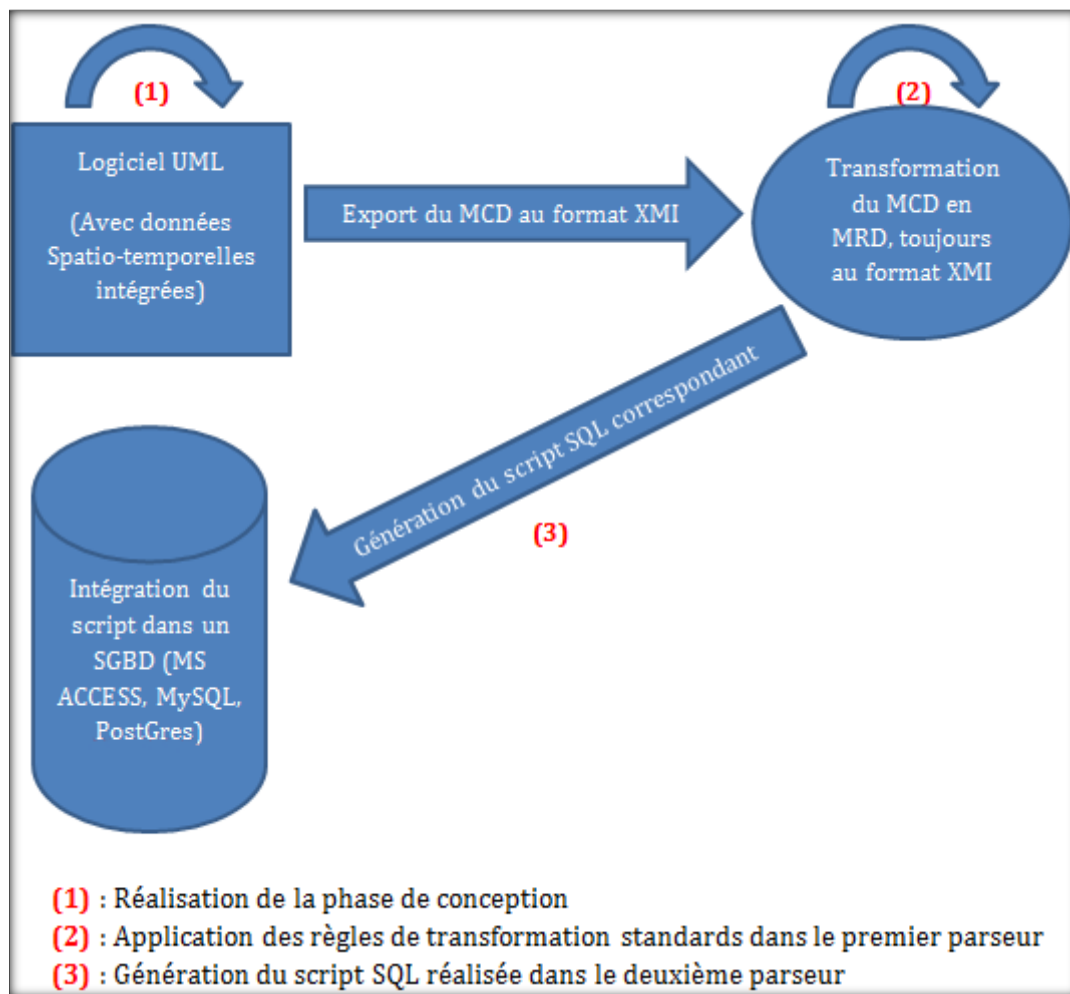 (1)
(2)
Logiciel UML
(Avec données
Spatio-temporelles
intégrées)
Export du MCD au format XMI
Transformation
du MCD en
MRD, toujours
au format XMI
Génération du script SQL correspondant
(3)
Intégration du
script dans un
SGBD (MS
ACCESS, MySQL,
PostGres)
(1) : Réalisation de la phase de conception
(2) : Application des règles de transformation standards dans le premier parseur
(3) : Génération du script SQL réalisée dans le deuxième parseur